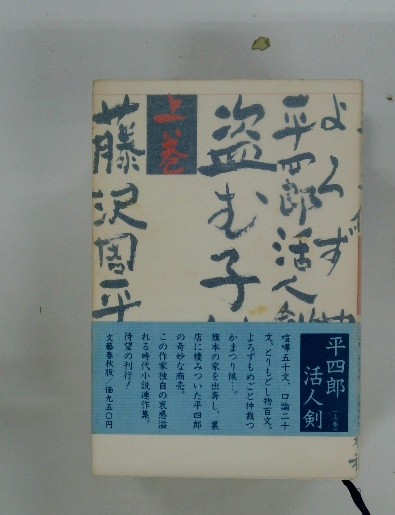 よろず
平四郎活人剣
盗む子
上巻
藤沢周平
平四郎
活人剣
〔上巻〕
喧嘩五十文、口論二十
文、とりもどし物百文、
よろずもめごと仲裁つ
かまつり候…。
旗本の家を出奔し、裏
店に棲みついた平四郎
の奇妙な商売。
この作家独自の哀感溢
れる時代小説連作集。
待望の刊行！
文藝春秋版/価九五〇円